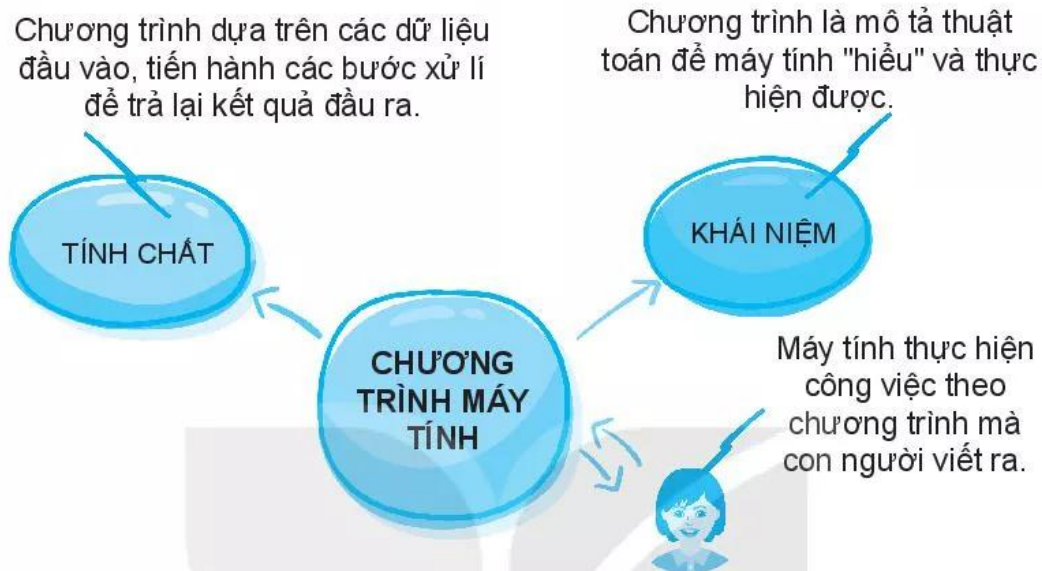 Chương trình dựa trên các dữ liệu
đầu vào, tiến hành các bước xử lí
để trả lại kết quả đầu ra.
Chương trình là mô tả thuật
toán để máy tính "hiểu" và thực
hiện được.
TÍNH CHẤT
KHÁI NIỆM
CHƯƠNG
TRÌNH MÁY
TÍNH
Máy tính thực hiện
công việc theo
chương trình mà
con người viết ra.